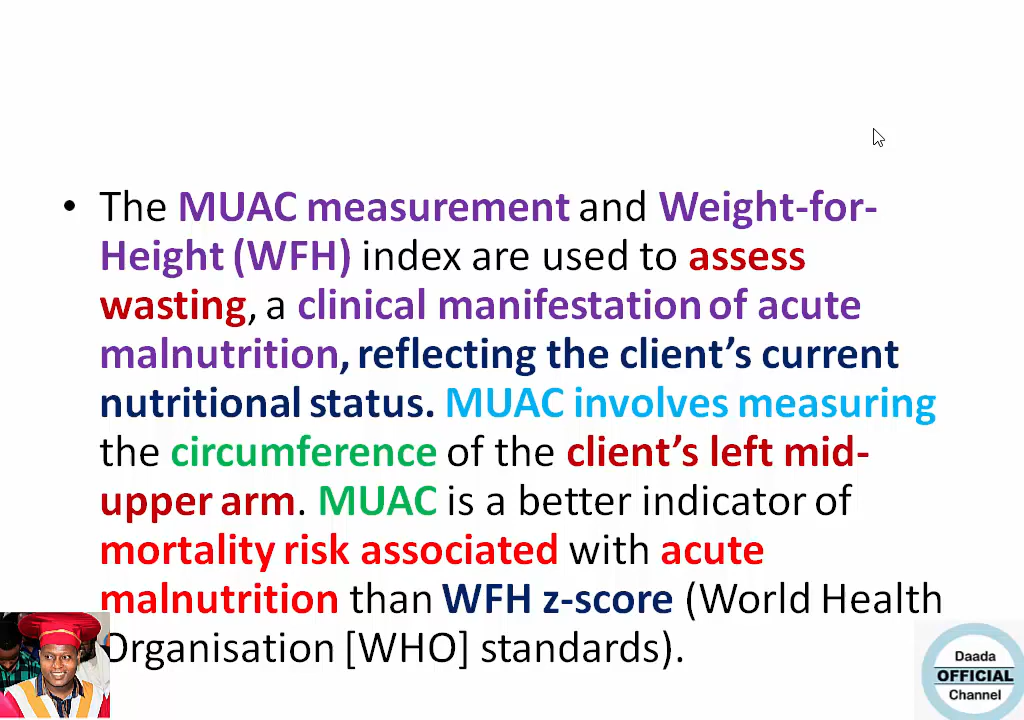 • The MUAC measurement and Weight-for-
Height (WFH) index are used to assess
wasting, a clinical manifestation of acute
malnutrition, reflecting the client’s current
nutritional status. MUAC involves measuring
the circumference of the client’s left mid-
upper arm. MUAC is a better indicator of
mortality risk associated with acute
malnutrition than WFH z-score (World Health
Organisation [WHO] standards).
Daada
OFFICIAL
Channel